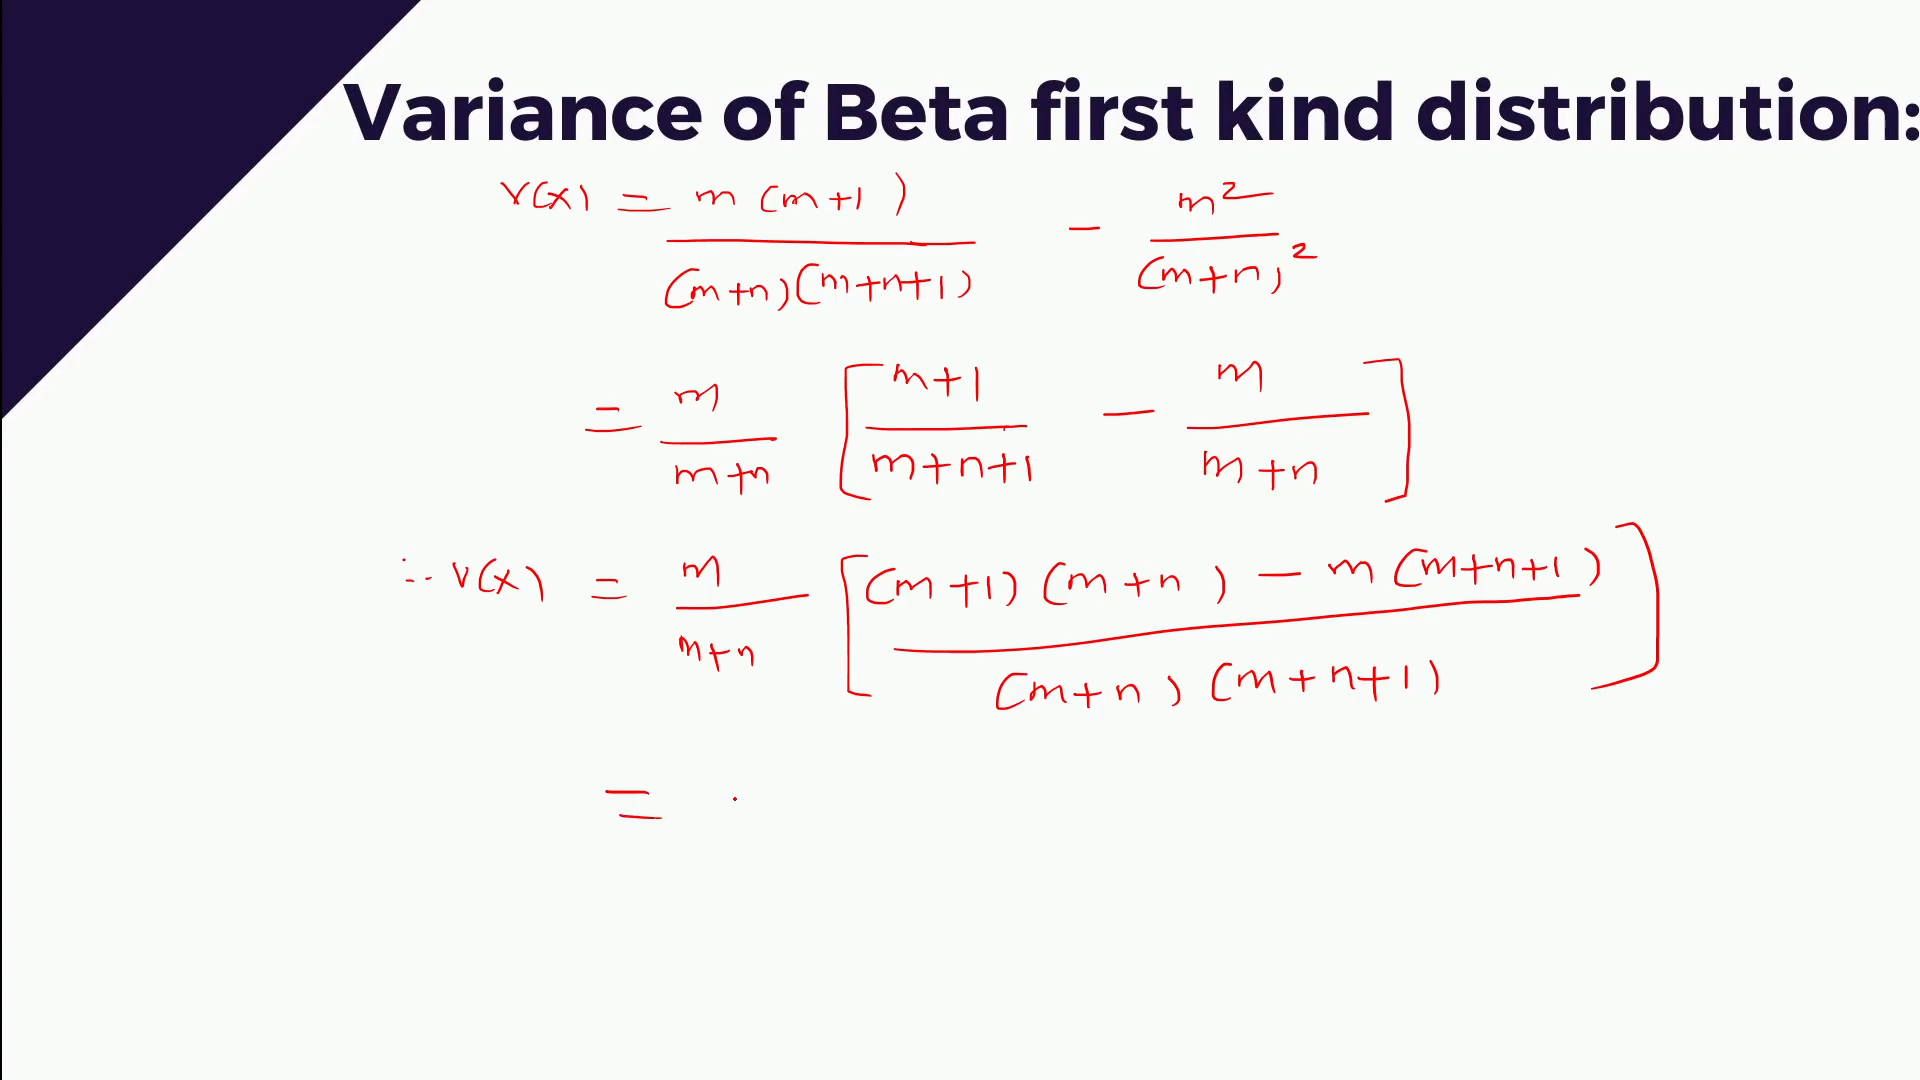 Variance of Beta first kind distribution:
V(X) = m(m+1) / (m+n)(m+n+1) - m² / (m+n)²
= m / m+n [ m+1 / m+n+1 - m / m+n ]
∴ V(X) = m / m+n [ (m+1)(m+n) - m(m+n+1) / (m+n)(m+n+1) ]
=